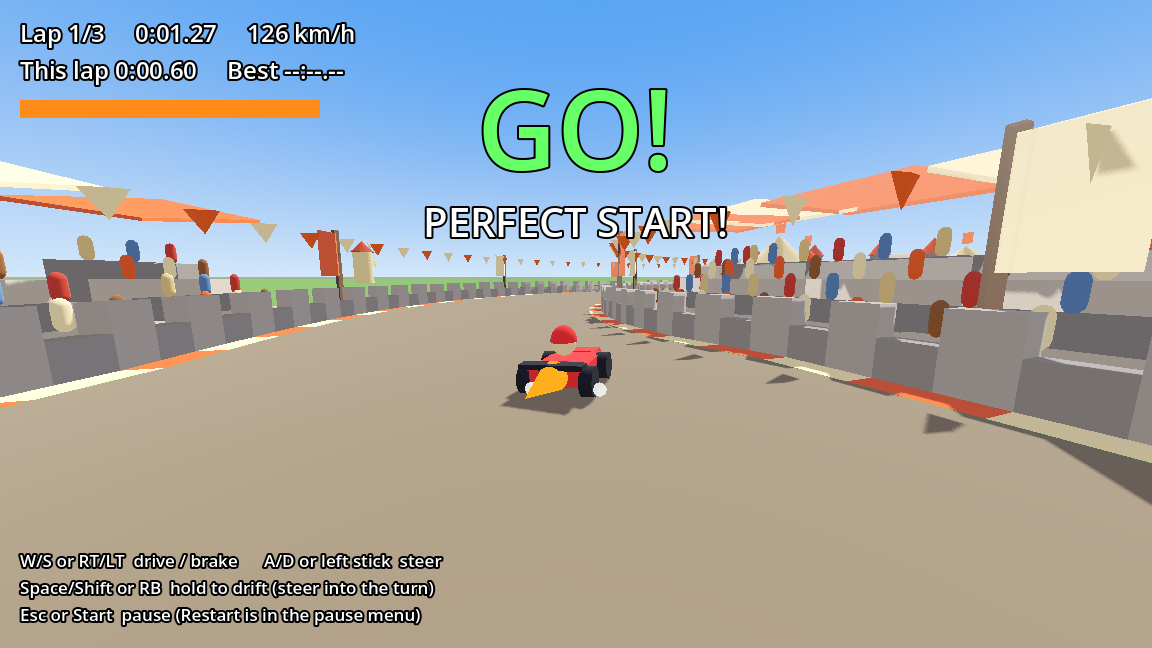 Lap 1/3 0:01.27 126 km/h
This lap 0:00.60 Best --:--.--
GO!
PERFECT START!
W/S or RT/LT drive / brake A/D or left stick steer
Space/Shift or RB hold to drift (steer into the turn)
Esc or Start pause (Restart is in the pause menu)